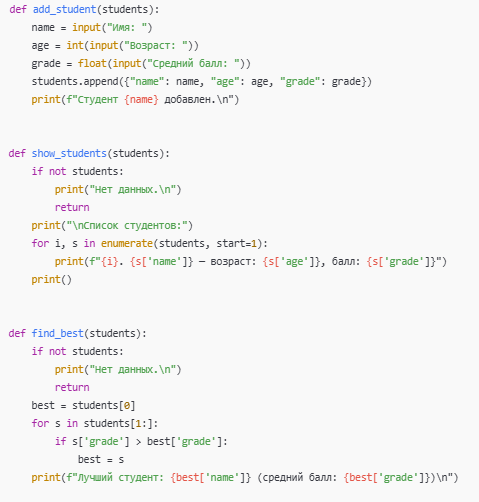 def add_student(students):
    name = input("Имя: ")
    age = int(input("Возраст: "))
    grade = float(input("Средний балл: "))
    students.append({"name": name, "age": age, "grade": grade})
    print(f"Студент {name} добавлен.\n")
def show_students(students):
    if not students:
        print("Нет данных.\n")
        return
    print("\nСписок студентов:")
    for i, s in enumerate(students, start=1):
        print(f"{i}. {s['name']} — возраст: {s['age']}, балл: {s['grade']}")
    print()
def find_best(students):
    if not students:
        print("Нет данных.\n")
        return
    best = students[0]
    for s in students[1:]:
        if s['grade'] > best['grade']:
            best = s
    print(f"Лучший студент: {best['name']} (средний балл: {best['grade']})\n")